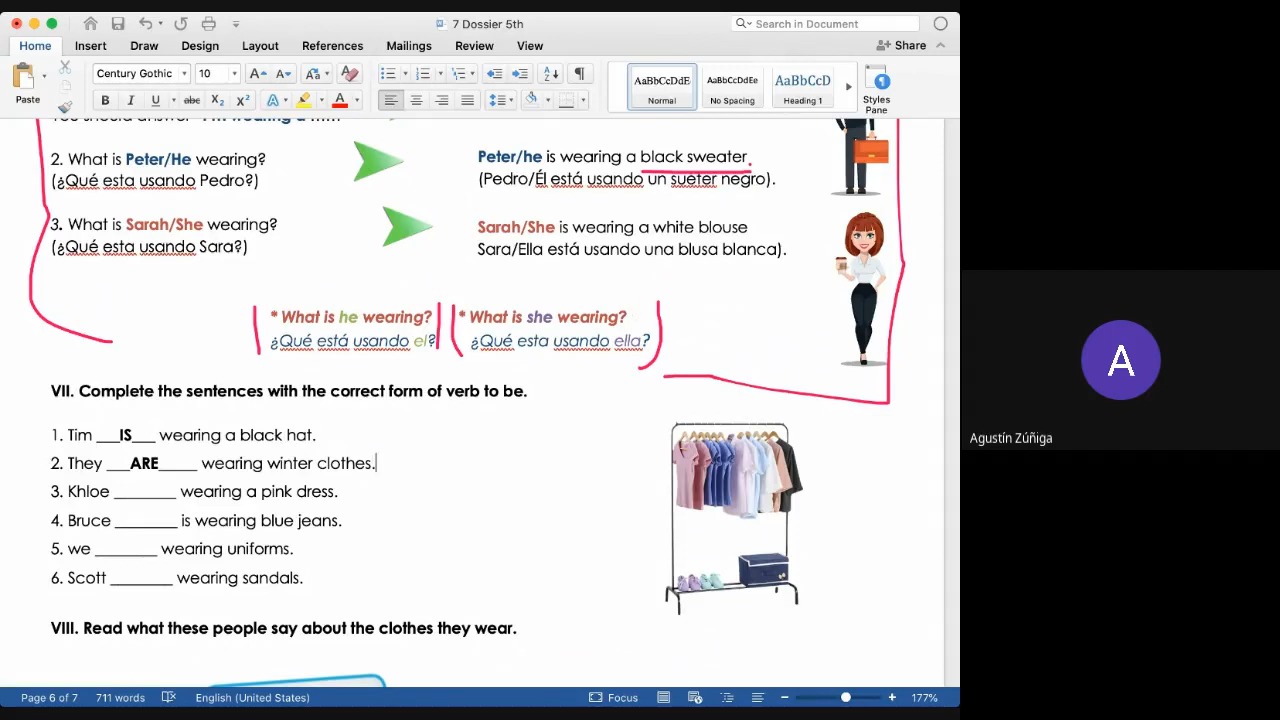 7 Dossier 5th
Search in Document
Home Insert Draw Design Layout References Mailings Review View Share
Paste
Century Gothic 10
AaBbCcDdE AaBbCcDdEe AaBbCcD
Normal No Spacing Heading 1 Styles Pane
2. What is Peter/He wearing? Peter/he is wearing a black sweater.
(¿Qué esta usando Pedro?) (Pedro/Él está usando un sueter negro).
3. What is Sarah/She wearing? Sarah/She is wearing a white blouse
(¿Qué esta usando Sara?) Sara/Ella está usando una blusa blanca).
* What is he wearing? * What is she wearing?
¿Qué está usando el? ¿Qué esta usando ella?
VII. Complete the sentences with the correct form of verb to be.
1. Tim ___IS___ wearing a black hat.
2. They ___ARE_____ wearing winter clothes.
3. Khloe ________ wearing a pink dress.
4. Bruce ________ is wearing blue jeans.
5. we ________ wearing uniforms.
6. Scott ________ wearing sandals.
VIII. Read what these people say about the clothes they wear.
Page 6 of 7 711 words English (United States) Focus 177%
A
Agustín Zúñiga